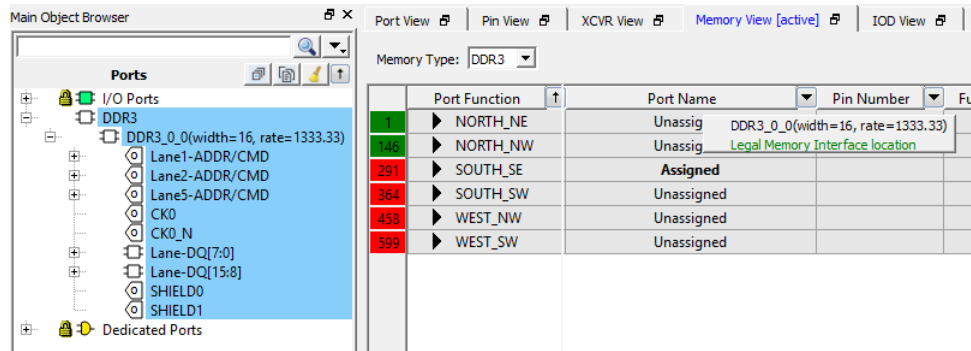 Main Object Browser
Ports
I/O Ports
DDR3
DDR3_0_0(width=16, rate=1333.33)
Lane1-ADDR/CMD
Lane2-ADDR/CMD
Lane5-ADDR/CMD
CK0
CK0_N
Lane-DQ[7:0]
Lane-DQ[15:8]
SHIELD0
SHIELD1
Dedicated Ports
Port View Pin View XCVR View Memory View [active] IOD View
Memory Type: DDR3
Port Function Port Name Pin Number Fu
1 NORTH_NE Unassig
146 NORTH_NW Unassig
291 SOUTH_SE Assigned
364 SOUTH_SW Unassigned
458 WEST_NW Unassigned
599 WEST_SW Unassigned
DDR3_0_0(width=16, rate=1333.33)
Legal Memory Interface location